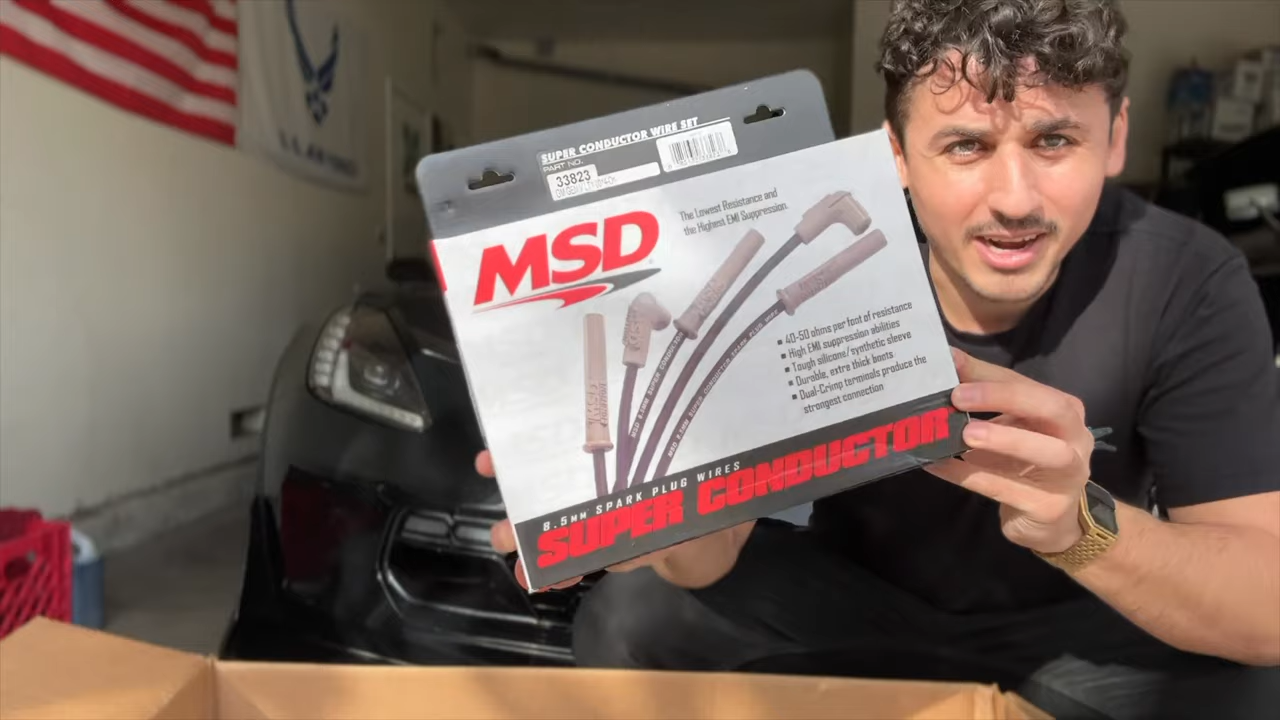 SUPER CONDUCTOR WIRE SET
PART NO.
33823
MSD
The Lowest Resistance and
the Highest EMI Suppression.
40-50 ohms per foot of resistance
High EMI suppression abilities
Tough silicone/synthetic sleeve
Durable, extra thick boots
Dual-Crimp terminals produce the
strongest connection
8.5MM SPARK PLUG WIRES
SUPER CONDUCTOR